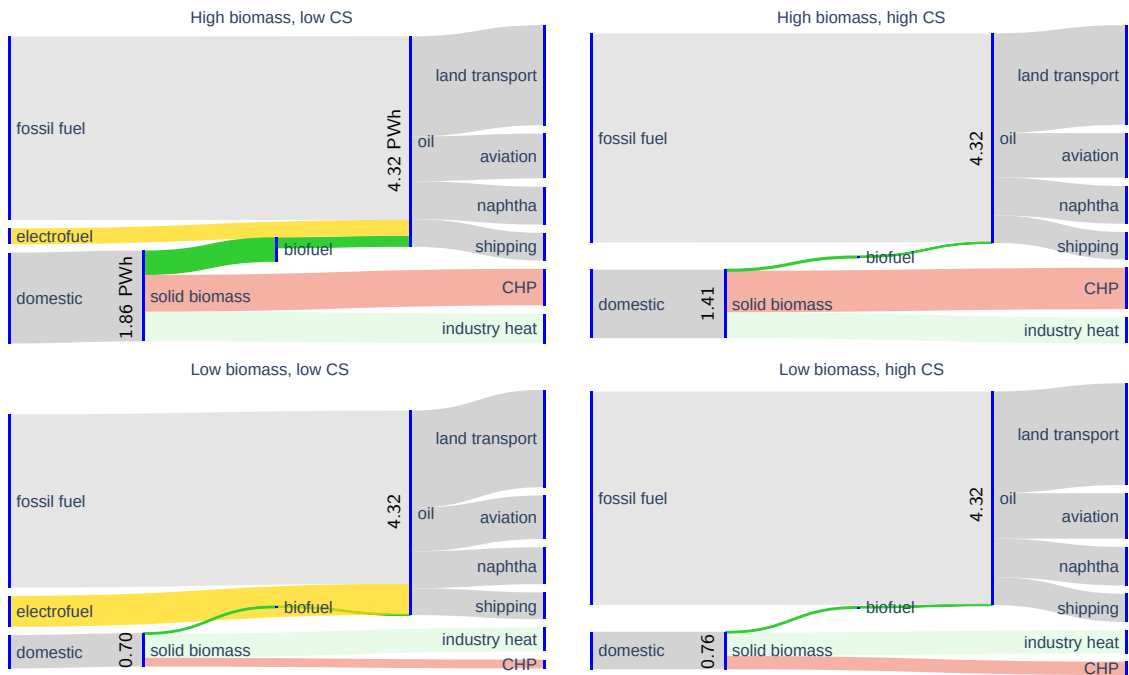 High biomass, low CS
land transport
fossil fuel
4.32 PWh
oil
aviation
naphtha
electrofuel
biofuel
shipping
domestic
1.86 PWh
solid biomass
CHP
industry heat
High biomass, high CS
land transport
fossil fuel
4.32
oil
aviation
naphtha
shipping
biofuel
domestic
1.41
solid biomass
CHP
industry heat
Low biomass, low CS
land transport
fossil fuel
4.32
oil
aviation
naphtha
electrofuel
biofuel
shipping
domestic
0.70
solid biomass
industry heat
CHP
Low biomass, high CS
land transport
fossil fuel
4.32
oil
aviation
naphtha
biofuel
shipping
domestic
0.76
solid biomass
industry heat
CHP